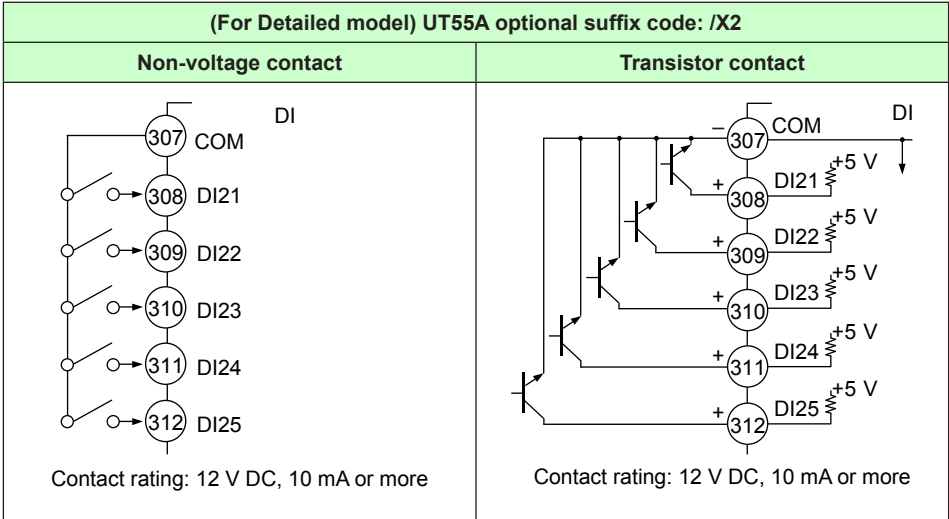 (For Detailed model) UT55A optional suffix code: /X2
Non-voltage contact
Transistor contact
DI
307
COM
308
DI21
309
DI22
310
DI23
311
DI24
312
DI25
Contact rating: 12 V DC, 10 mA or more
DI
–
307
COM
+5 V
+
308
DI21
+5 V
+
309
DI22
+5 V
+
310
DI23
+5 V
+
311
DI24
+5 V
+
312
DI25
Contact rating: 12 V DC, 10 mA or more